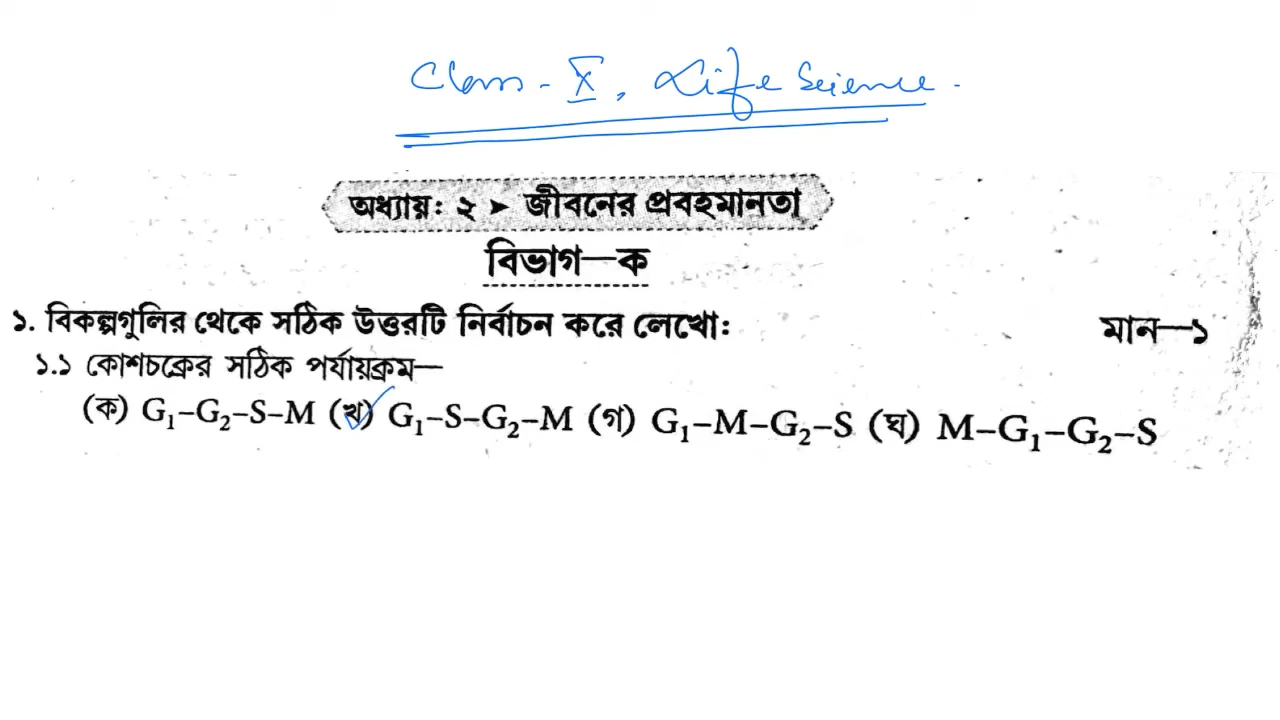 Class - X, Life Science.
অধ্যায়ঃ ২ ➤ জীবনের প্রবহমানতা
বিভাগ—ক
১. বিকল্পগুলির থেকে সঠিক উত্তরটি নির্বাচন করে লেখো: মান—১
১.১ কোশচক্রের সঠিক পর্যায়ক্রম—
(ক) G₁–G₂–S–M (খ) G₁–S–G₂–M (গ) G₁–M–G₂–S (ঘ) M–G₁–G₂–S